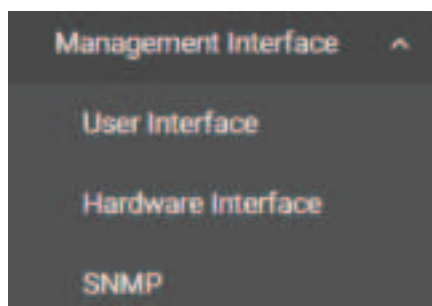 Management Interface
User Interface
Hardware Interface
SNMP